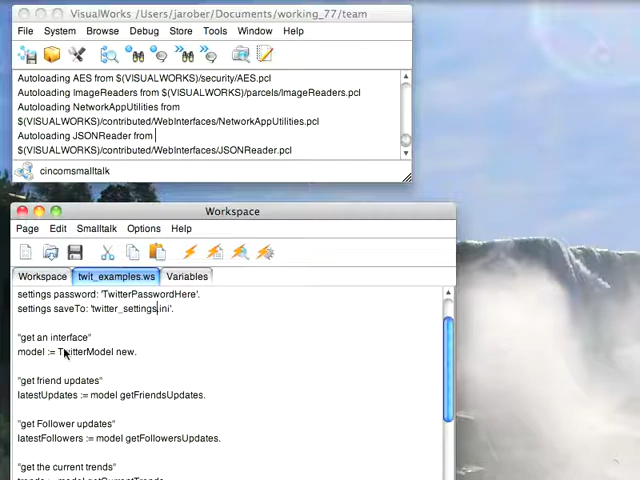 VisualWorks /Users/jarober/Documents/working_77/team
File System Browse Debug Store Tools Window Help
Autoloading AES from $(VISUALWORKS)/security/AES.pcl
Autoloading ImageReaders from $(VISUALWORKS)/parcels/ImageReaders.pcl
Autoloading NetworkAppUtilities from
$(VISUALWORKS)/contributed/WebInterfaces/NetworkAppUtilities.pcl
Autoloading JSONReader from
$(VISUALWORKS)/contributed/WebInterfaces/JSONReader.pcl
cincomsmalltalk
Workspace
Page Edit Smalltalk Options Help
Workspace twit_examples.ws Variables
settings password: 'TwitterPasswordHere'.
settings saveTo: 'twitter_settings.ini'.
"get an interface"
model := TwitterModel new.
"get friend updates"
latestUpdates := model getFriendsUpdates.
"get Follower updates"
latestFollowers := model getFollowersUpdates.
"get the current trends"
trends := model getCurrentTrends.